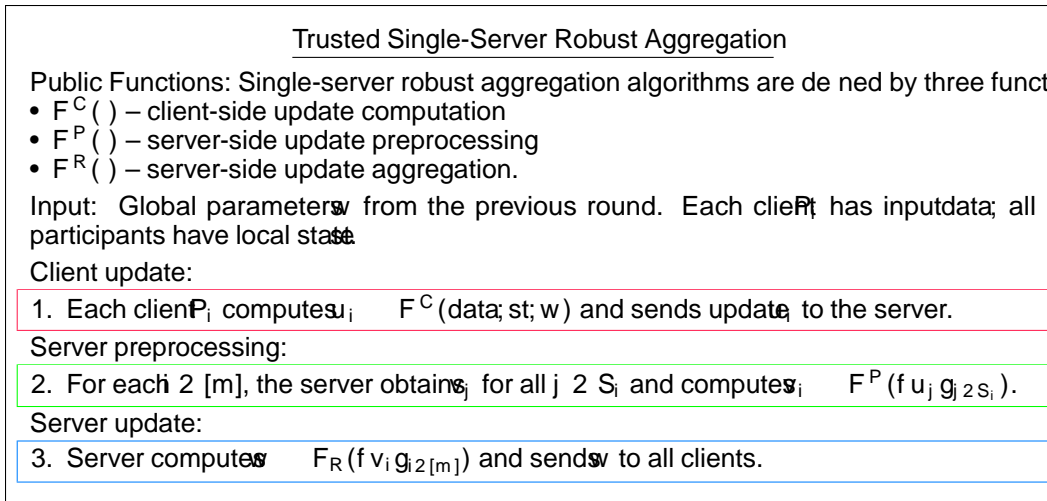 Trusted Single-Server Robust Aggregation
Public Functions: Single-server robust aggregation algorithms are de ned by three funct
• F^C( ) – client-side update computation
• F^P( ) – server-side update preprocessing
• F^R( ) – server-side update aggregation.
Input: Global parameters w from the previous round. Each client P_i has input data; all
participants have local state st.
Client update:
1. Each client P_i computes u_i F^C(data; st; w) and sends update u_i to the server.
Server preprocessing:
2. For each i 2 [m], the server obtains v_j for all j 2 S_i and computes v_i F^P(f u_j g_{j 2 S_i}).
Server update:
3. Server computes w F_R(f v_i g_{i 2 [m]}) and sends w to all clients.